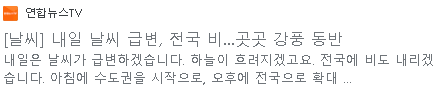 연합뉴스TV
[날씨] 내일 날씨 급변, 전국 비...곳곳 강풍 동반
내일은 날씨가 급변하겠습니다. 하늘이 흐려지겠고요. 전국에 비도 내리겠
습니다. 아침에 수도권을 시작으로, 오후에 전국으로 확대 ...